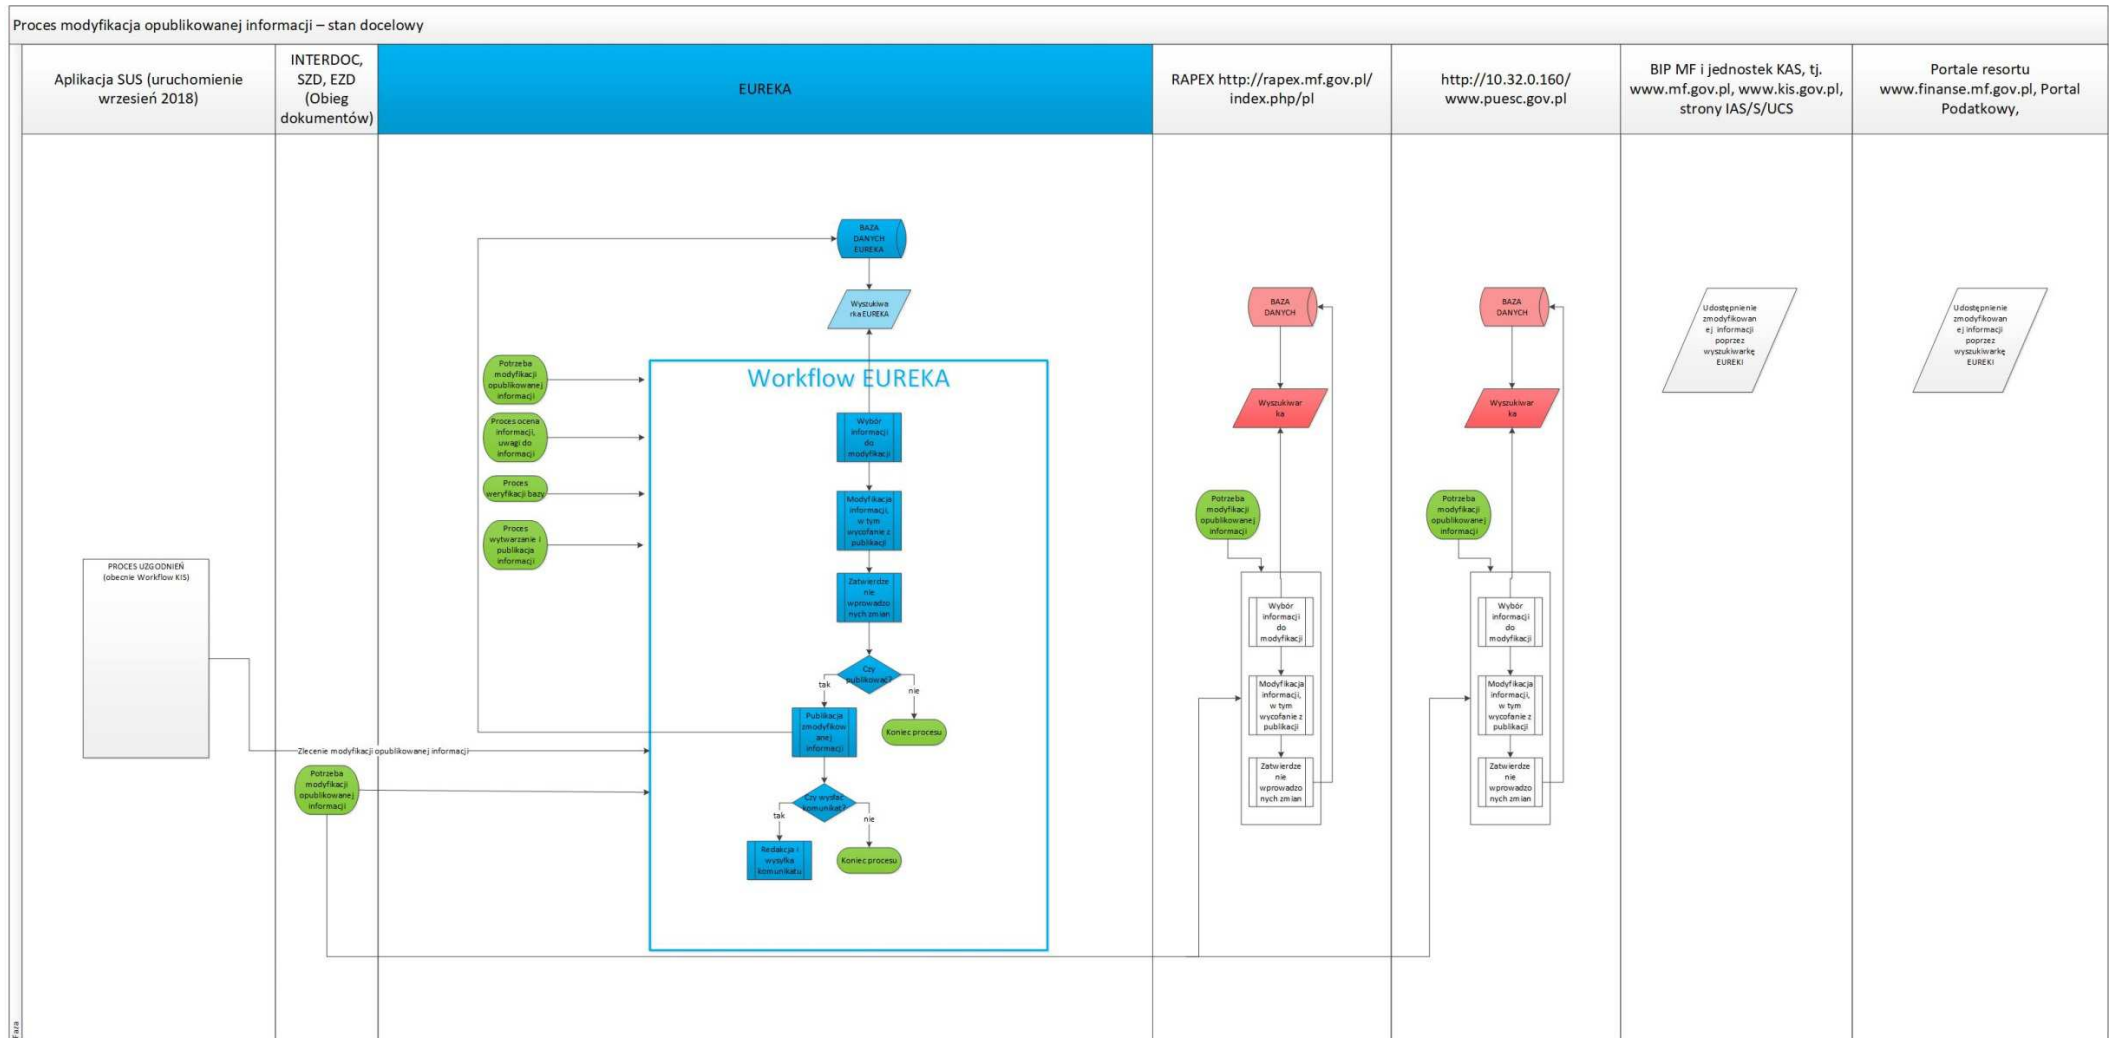 Proces modyfikacja opublikowanej informacji – stan docelowy
Aplikacja SUS (uruchomienie
wrzesień 2018)
INTERDOC,
SZD, EZD
(Obieg
dokumentów)
EUREKA
RAPEX http://rapex.mf.gov.pl/
index.php/pl
http://10.32.0.160/
www.puesc.gov.pl
BIP MF i jednostek KAS, tj.
www.mf.gov.pl, www.kis.gov.pl,
strony IAS/S/UCS
Portale resortu
www.finanse.mf.gov.pl, Portal
Podatkowy,
PROCES UZGODNIEŃ
(obecnie Workflow KIS)
Zlecenie modyfikacji opublikowanej informacji
Potrzeba
modyfikacji
opublikowanej
informacji
BAZA
DANYCH
EUREKA
Wyszukiwa
rka EUREKA
Potrzeba
modyfikacji
opublikowanej
informacji
Proces ocena
informacji,
uwagi do
informacji
Proces
weryfikacji bazy
Proces
wytwarzanie i
publikacja
informacji
Workflow EUREKA
Wybór
informacji
do
modyfikacji
Modyfikacja
informacji,
w tym
wycofanie z
publikacji
Zatwierdze
nie
wprowadzo
nych zmian
Czy
publikować?
tak
nie
Publikacja
zmodyfikow
anej
informacji
Koniec procesu
Czy wysłać
komunikat?
tak
nie
Redakcja i
wysyłka
komunikatu
Koniec procesu
BAZA
DANYCH
Wyszukiwar
ka
Potrzeba
modyfikacji
opublikowanej
informacji
Wybór
informacji
do
modyfikacji
Modyfikacja
informacji,
w tym
wycofanie z
publikacji
Zatwierdze
nie
wprowadzo
nych zmian
BAZA
DANYCH
Wyszukiwar
ka
Potrzeba
modyfikacji
opublikowanej
informacji
Wybór
informacji
do
modyfikacji
Modyfikacja
informacji,
w tym
wycofanie z
publikacji
Zatwierdze
nie
wprowadzo
nych zmian
Udostępnienie
zmodyfikowan
ej informacji
poprzez
wyszukiwarkę
EUREKI
Udostępnienie
zmodyfikowan
ej informacji
poprzez
wyszukiwarkę
EUREKI
Faza